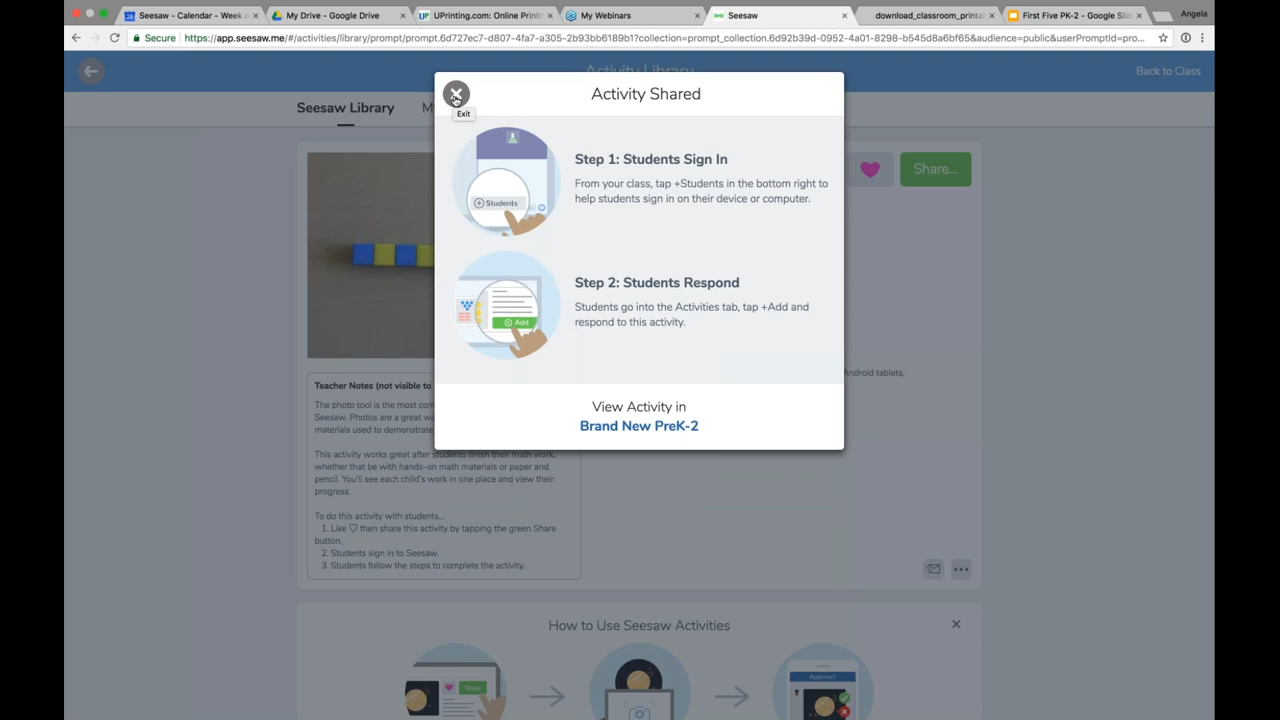 Seesaw - Calendar - Week o
My Drive - Google Drive
UPrinting.com: Online Printin
My Webinars
Seesaw
download_classroom_printa
First Five PK-2 - Google Slid
Angela
Secure
https://app.seesaw.me/#/activities/library/prompt/prompt.6d727ec7-d807-4fa7-a305-2b93bb6189b1?collection=prompt_collection.6d92b39d-0952-4a01-8298-b545d8a6bf65&audience=public&userPromptId=pro...
Activity Library
Back to Class
Seesaw Library
M
Activity Shared
Exit
Share...
Step 1: Students Sign In
From your class, tap +Students in the bottom right to
help students sign in on their device or computer.
Students
Step 2: Students Respond
Students go into the Activities tab, tap +Add and
respond to this activity.
Add
View Activity in
Brand New PreK-2
Android tablets,
Teacher Notes (not visible to
The photo tool is the most com
Seesaw. Photos are a great wa
materials used to demonstrate
This activity works great after students finish their math work,
whether that be with hands-on math materials or paper and
pencil. You'll see each child's work in one place and view their
progress.
To do this activity with students...
1. Like ♡ then share this activity by tapping the green Share
button.
2. Students sign in to Seesaw.
3. Students follow the steps to complete the activity.
How to Use Seesaw Activities
Share
Approve?